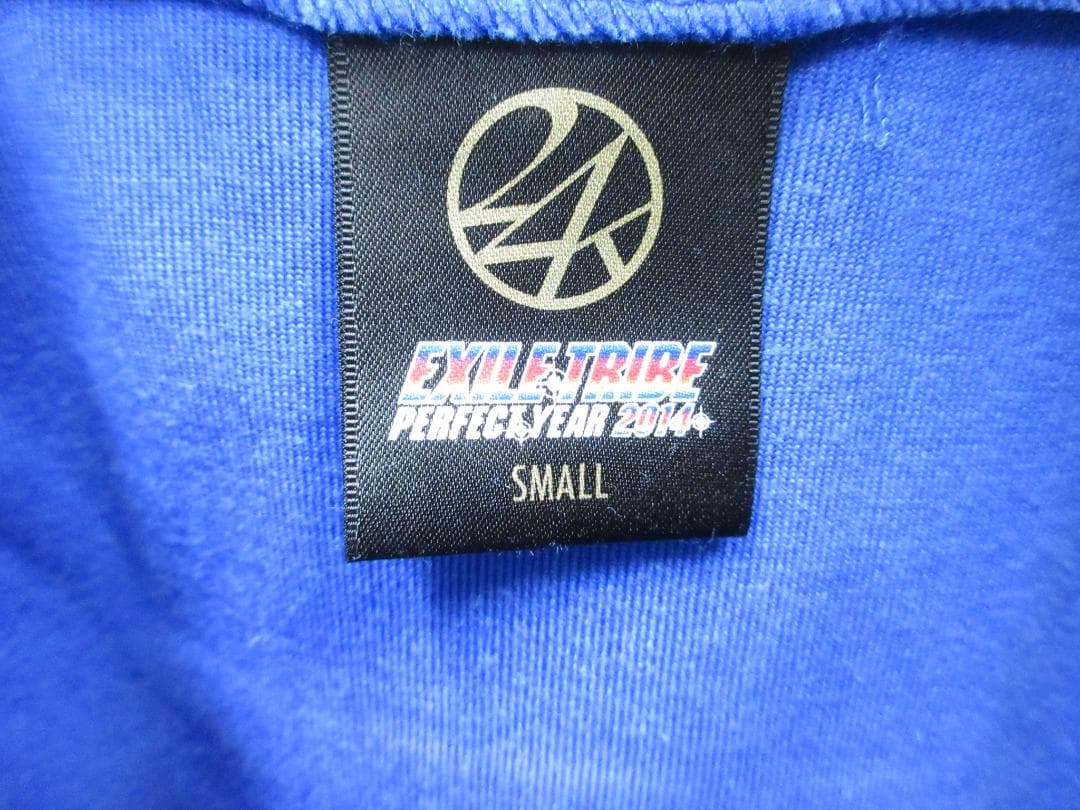 EXILE TRIBE
PERFECT YEAR 2014
SMALL